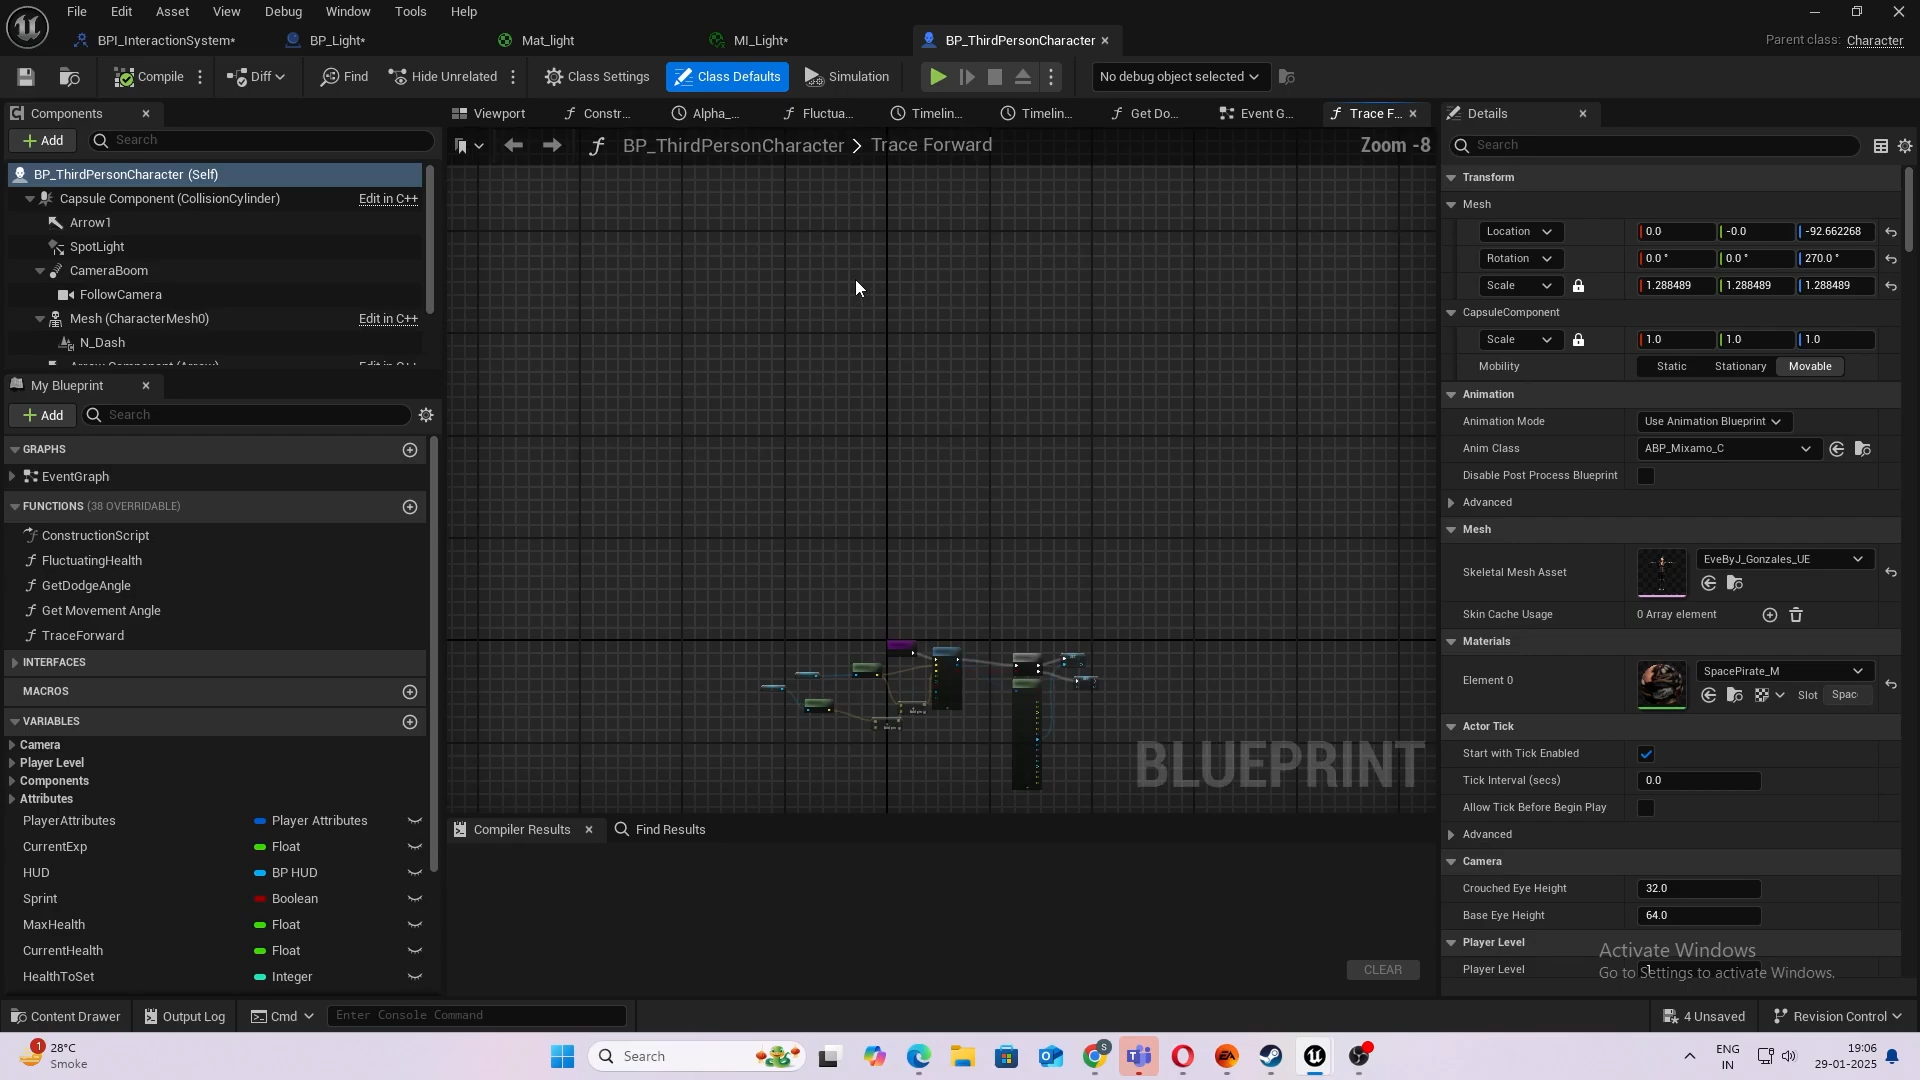 File Edit Asset View Debug Window Tools Help
BPI_InteractionSystem* BP_Light* Mat_light MI_Light* BP_ThirdPersonCharacter Parent class: Character
Compile Diff Find Hide Unrelated Class Settings Class Defaults Simulation No debug object selected
Components
Add Search
BP_ThirdPersonCharacter (Self)
Capsule Component (CollisionCylinder) Edit in C++
Arrow1
SpotLight
CameraBoom
FollowCamera
Mesh (CharacterMesh0) Edit in C++
N_Dash
Arrow Component (Arrow) Edit in C++
My Blueprint
Add Search
GRAPHS
EventGraph
FUNCTIONS (38 OVERRIDABLE)
ConstructionScript
FluctuatingHealth
GetDodgeAngle
Get Movement Angle
TraceForward
INTERFACES
MACROS
VARIABLES
Camera
Player Level
Components
Attributes
PlayerAttributes Player Attributes
CurrentExp Float
HUD BP HUD
Sprint Boolean
MaxHealth Float
CurrentHealth Float
HealthToSet Integer
Viewport Constr... Alpha_... Fluctua... Timelin... Timelin... Get Do... Event G... Trace F...
BP_ThirdPersonCharacter > Trace Forward Zoom -8
BLUEPRINT
Compiler Results Find Results
CLEAR
Details
Search
Transform
Mesh
Location 0.0 -0.0 -92.662268
Rotation 0.0 ° 0.0 ° 270.0 °
Scale 1.288489 1.288489 1.288489
CapsuleComponent
Scale 1.0 1.0 1.0
Mobility Static Stationary Movable
Animation
Animation Mode Use Animation Blueprint
Anim Class ABP_Mixamo_C
Disable Post Process Blueprint
Advanced
Mesh
Skeletal Mesh Asset EveByJ_Gonzales_UE
Skin Cache Usage 0 Array element
Materials
Element 0 SpacePirate_M
Slot Spac
Actor Tick
Start with Tick Enabled
Tick Interval (secs) 0.0
Allow Tick Before Begin Play
Advanced
Camera
Crouched Eye Height 32.0
Base Eye Height 64.0
Player Level
Player Level 1
Activate Windows
Go to Settings to activate Windows.
Content Drawer Output Log Cmd Enter Console Command 4 Unsaved Revision Control
1 28°C
Smoke
Search
ENG
IN
19:06
29-01-2025